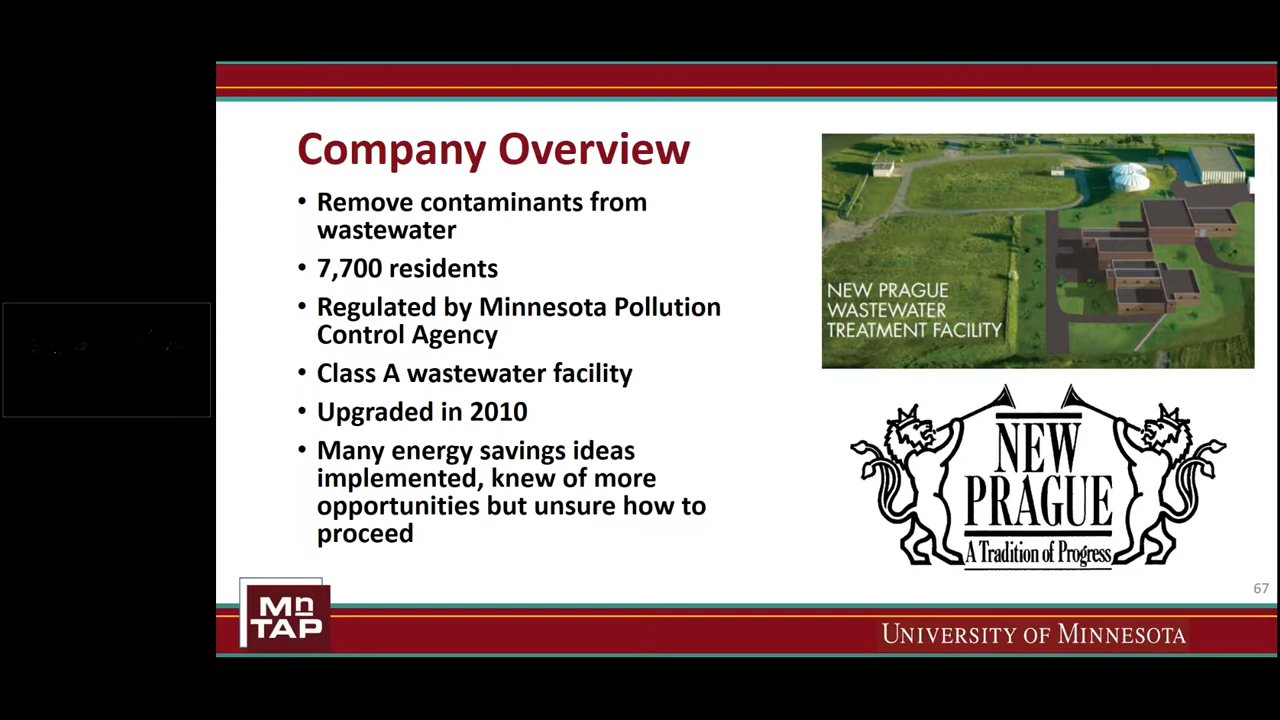 Company Overview
• Remove contaminants from
wastewater
• 7,700 residents
• Regulated by Minnesota Pollution
Control Agency
• Class A wastewater facility
• Upgraded in 2010
• Many energy savings ideas
implemented, knew of more
opportunities but unsure how to
proceed
NEW PRAGUE
WASTEWATER
TREATMENT FACILITY
NEW
PRAGUE
A Tradition of Progress
67
Mn
TAP
UNIVERSITY OF MINNESOTA